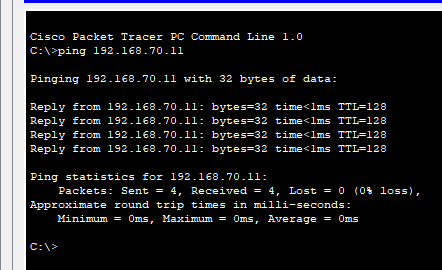 Cisco Packet Tracer PC Command Line 1.0
C:\>ping 192.168.70.11
Pinging 192.168.70.11 with 32 bytes of data:
Reply from 192.168.70.11: bytes=32 time<1ms TTL=128
Reply from 192.168.70.11: bytes=32 time<1ms TTL=128
Reply from 192.168.70.11: bytes=32 time<1ms TTL=128
Reply from 192.168.70.11: bytes=32 time<1ms TTL=128
Ping statistics for 192.168.70.11:
Packets: Sent = 4, Received = 4, Lost = 0 (0% loss),
Approximate round trip times in milli-seconds:
Minimum = 0ms, Maximum = 0ms, Average = 0ms
C:\>